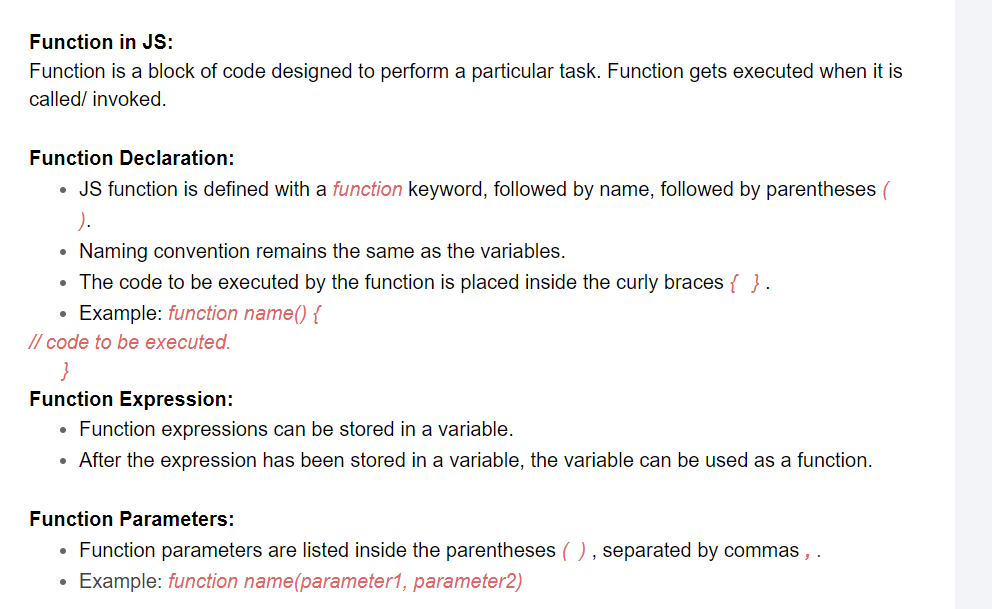 Function in JS:
Function is a block of code designed to perform a particular task. Function gets executed when it is
called/ invoked.
Function Declaration:
• JS function is defined with a function keyword, followed by name, followed by parentheses (
).
• Naming convention remains the same as the variables.
• The code to be executed by the function is placed inside the curly braces { } .
• Example: function name() {
// code to be executed.
}
Function Expression:
• Function expressions can be stored in a variable.
• After the expression has been stored in a variable, the variable can be used as a function.
Function Parameters:
• Function parameters are listed inside the parentheses ( ) , separated by commas , .
• Example: function name(parameter1, parameter2)